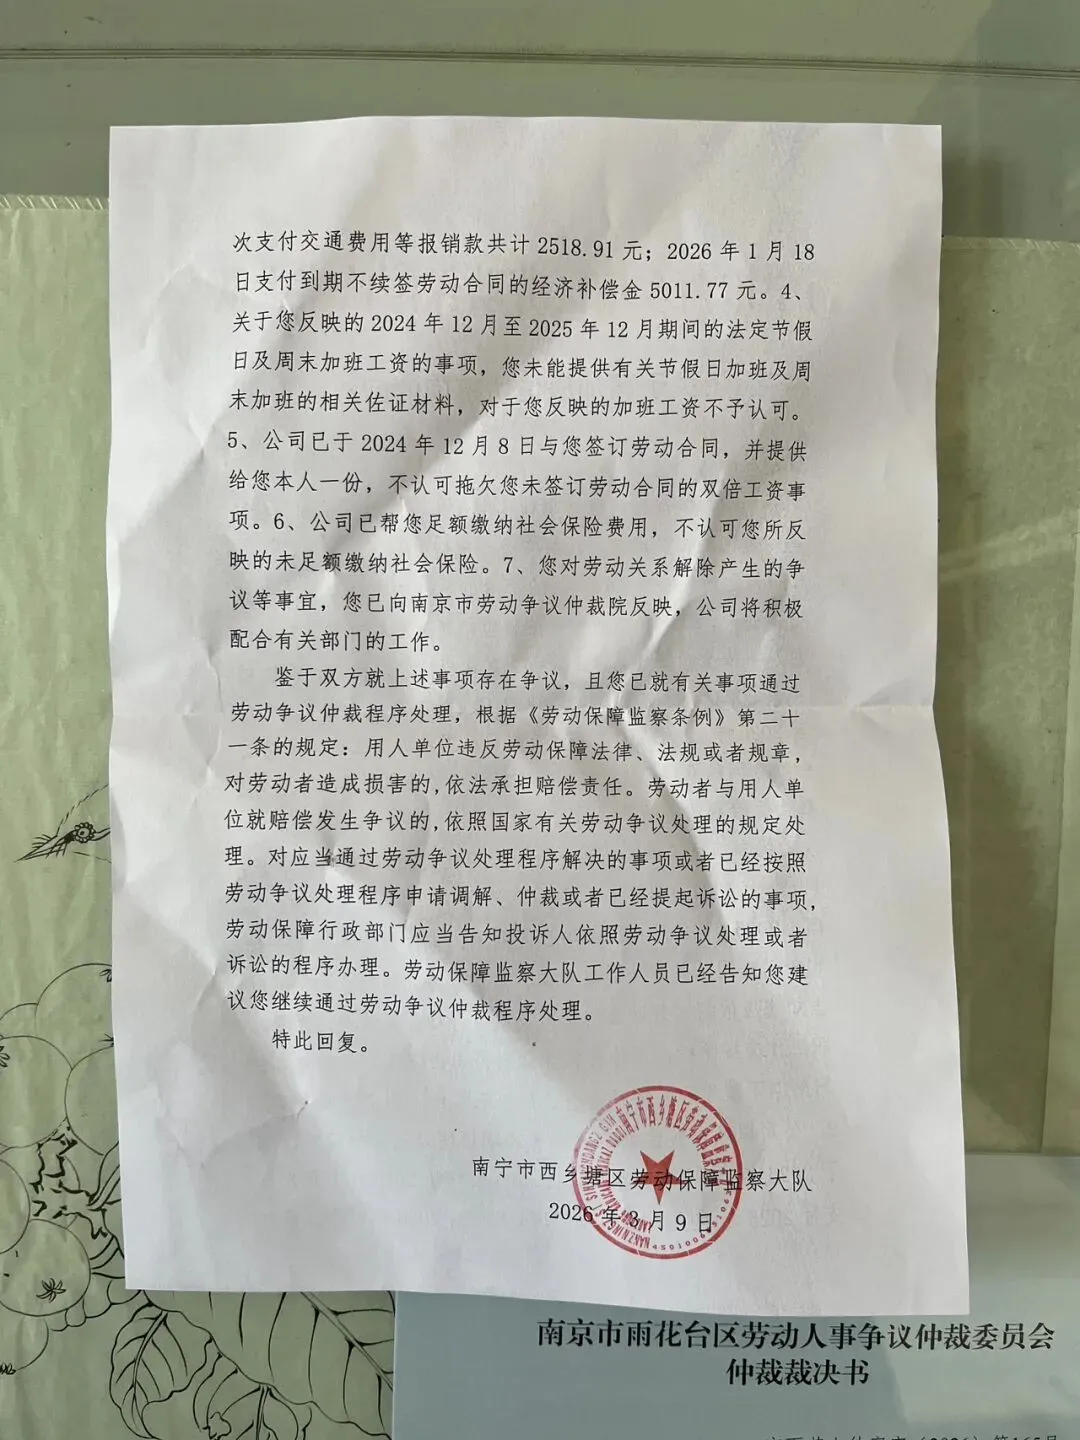 次支付交通费用等报销款共计 2518.91 元；2026 年 1 月 18
日支付到期不续签劳动合同的经济补偿金 5011.77 元。4、
关于您反映的 2024 年 12 月至 2025 年 12 月期间的法定节假
日及周末加班工资的事项，您未能提供有关节假日加班及周
末加班的相关佐证材料，对于您反映的加班工资不予认可。
5、公司已于 2024 年 12 月 8 日与您签订劳动合同，并提供
给您本人一份，不认可拖欠您未签订劳动合同的双倍工资事
项。6、公司已帮您足额缴纳社会保险费用，不认可您所反
映的未足额缴纳社会保险。7、您对劳动关系解除产生的争
议等事宜，您已向南京市劳动争议仲裁院反映，公司将积极
配合有关部门的工作。
鉴于双方就上述事项存在争议，且您已就有关事项通过
劳动争议仲裁程序处理，根据《劳动保障监察条例》第二十
一条的规定：用人单位违反劳动保障法律、法规或者规章，
对劳动者造成损害的,依法承担赔偿责任。劳动者与用人单
位就赔偿发生争议的,依照国家有关劳动争议处理的规定处
理。对应当通过劳动争议处理程序解决的事项或者已经按照
劳动争议处理程序申请调解、仲裁或者已经提起诉讼的事项,
劳动保障行政部门应当告知投诉人依照劳动争议处理或者
诉讼的程序办理。劳动保障监察大队工作人员已经告知您建
议您继续通过劳动争议仲裁程序处理。
特此回复。
南宁市西乡塘区劳动保障监察大队
2026 年 3 月 9 日
南京市雨花台区劳动人事争议仲裁委员会
仲裁裁决书